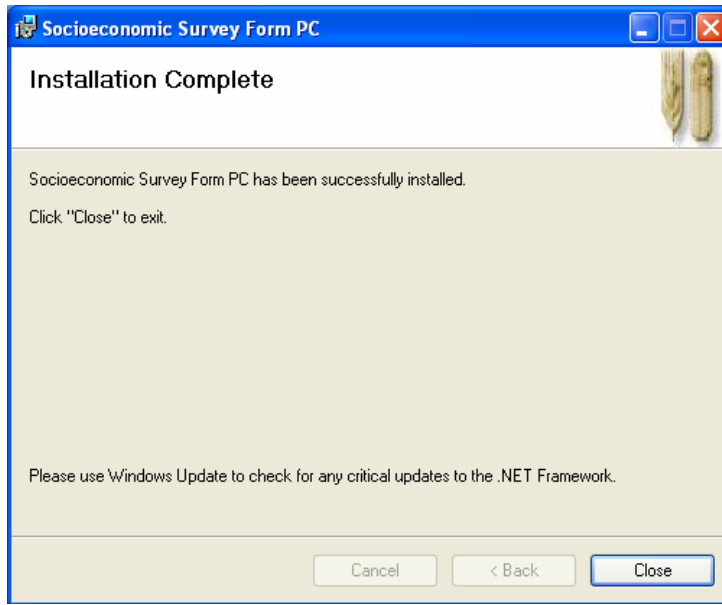 Socioeconomic Survey Form PC
Installation Complete
Socioeconomic Survey Form PC has been successfully installed.
Click "Close" to exit.
Please use Windows Update to check for any critical updates to the .NET Framework.
Cancel
< Back
Close